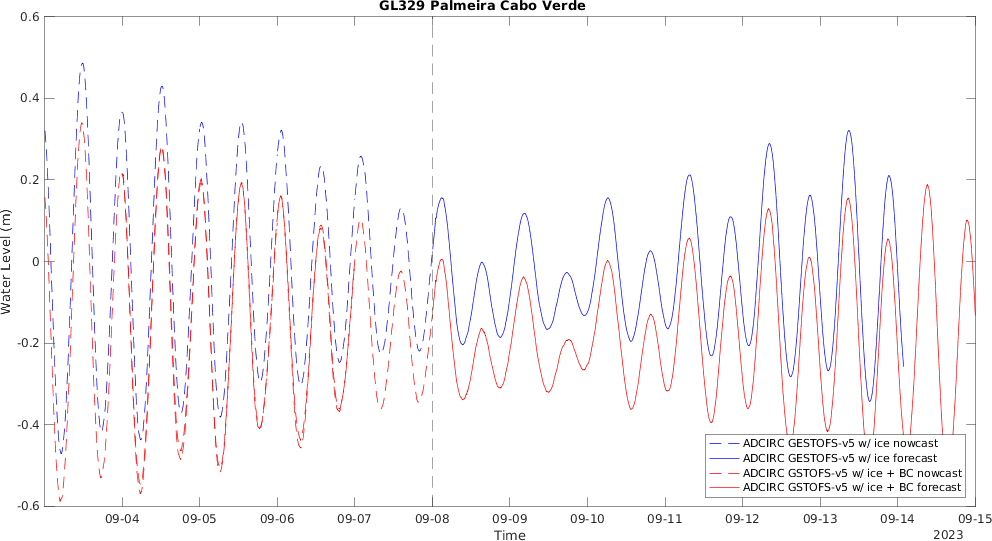 GL329 Palmeira Cabo Verde
0.6
0.4
0.2
0
-0.2
-0.4
-0.6
Water Level (m)
ADCIRC GESTOFS-v5 w/ ice nowcast
ADCIRC GESTOFS-v5 w/ ice forecast
ADCIRC GSTOFS-v5 w/ ice + BC nowcast
ADCIRC GSTOFS-v5 w/ ice + BC forecast
09-04 09-05 09-06 09-07 09-08 09-09 09-10 09-11 09-12 09-13 09-14 09-15
Time
2023